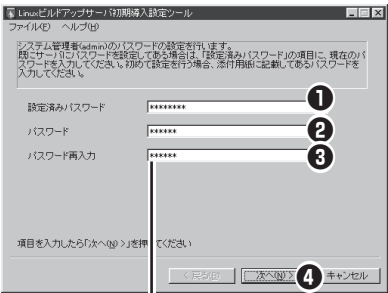 Linuxビルドアップサーバ初期導入設定ツール
ファイル(F) ヘルプ(H)
システム管理者(admin)のパスワードの設定を行います。
既にサーバにパスワードを設定してある場合は、「設定済みパスワード」の項目に、現在のパ
スワードを入力してください。初めて設定を行う場合、添付用紙に記載してあるパスワードを
入力してください。
設定済みパスワード ******** ❶
パスワード ****** ❷
パスワード再入力 ****** ❸
項目を入力したら「次へ(N) >」を押 てください
< 戻る(B) 次へ(N) > ❹ キャンセル